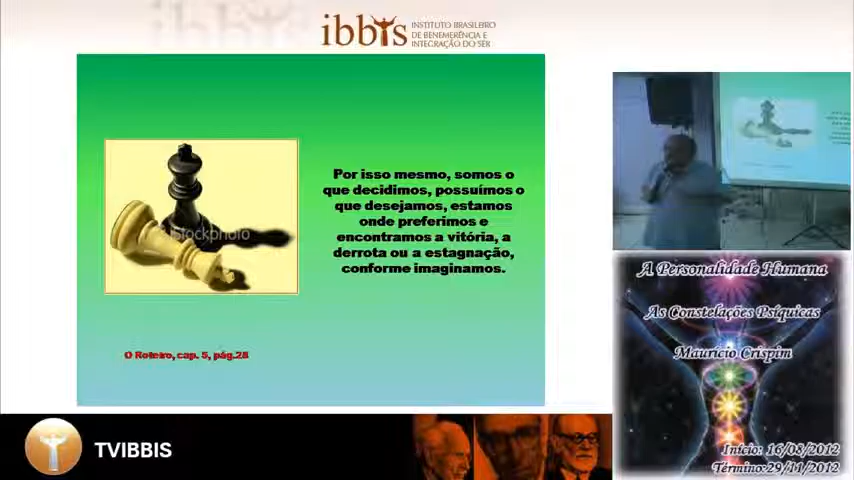 ibbis
INSTITUTO BRASILEIRO
DE BENEMERÊNCIA E
INTEGRAÇÃO DO SER
iStockphoto
Por isso mesmo, somos o
que decidimos, possuímos o
que desejamos, estamos
onde preferimos e
encontramos a vitória, a
derrota ou a estagnação,
conforme imaginamos.
O Roteiro, cap. 5, pág.28
A Personalidade Humana
As Constelações Psíquicas
Maurício Crispim
Início: 16/08/2012
Término:29/11/2012
TVIBBIS